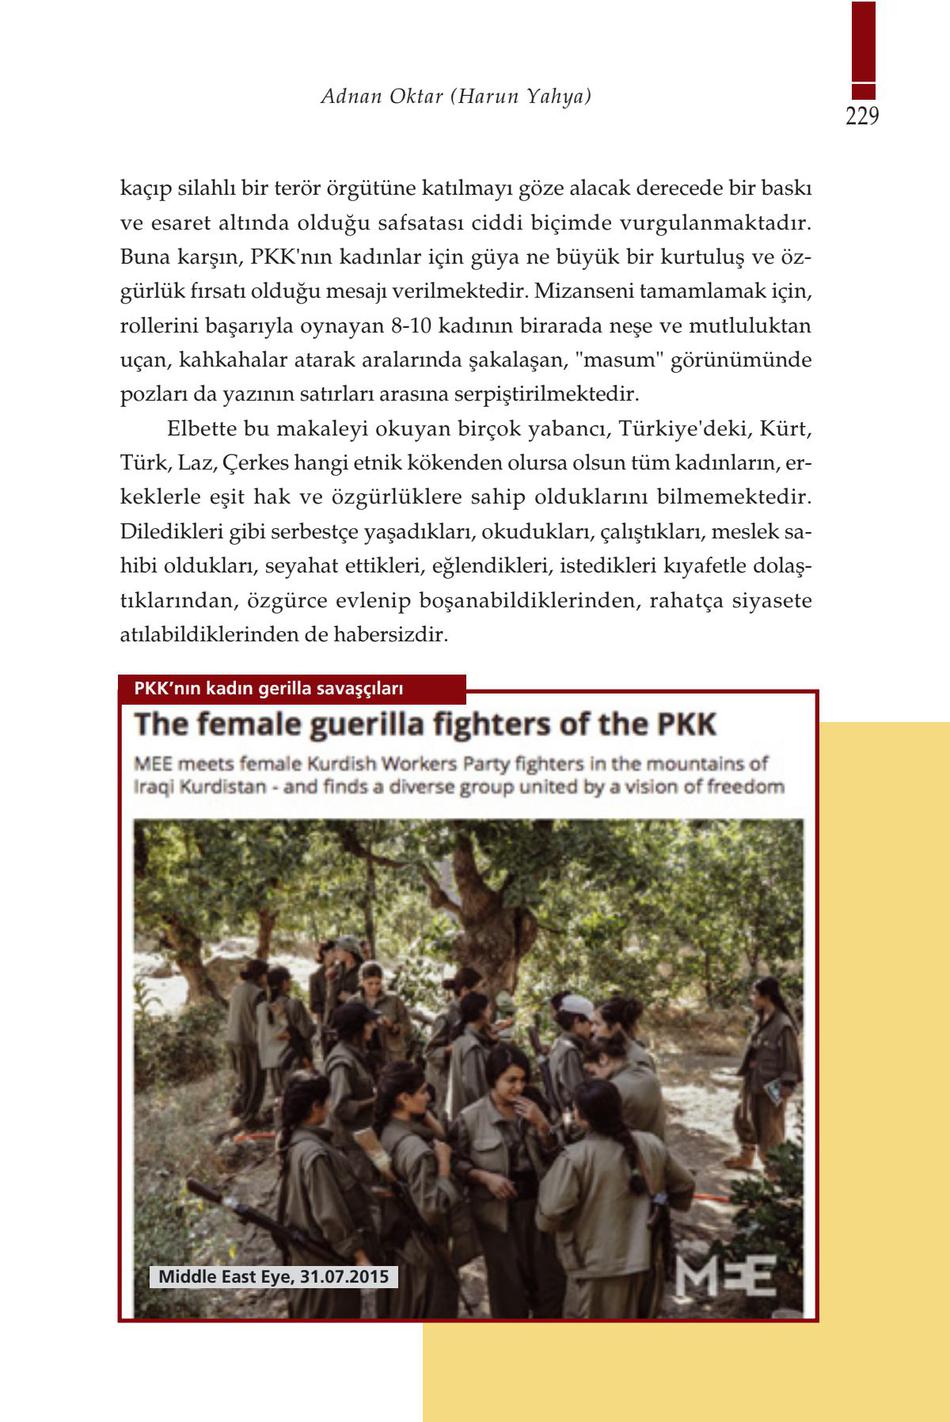 Adnan Oktar (Harun Yahya)
229
kaçıp silahlı bir terör örgütüne katılmayı göze alacak derecede bir baskı
ve esaret altında olduğu safsatası ciddi biçimde vurgulanmaktadır.
Buna karşın, PKK'nın kadınlar için güya ne büyük bir kurtuluş ve öz-
gürlük fırsatı olduğu mesajı verilmektedir. Mizanseni tamamlamak için,
rollerini başarıyla oynayan 8-10 kadının birarada neşe ve mutluluktan
uçan, kahkahalar atarak aralarında şakalaşan, "masum" görünümünde
pozları da yazının satırları arasına serpiştirilmektedir.
Elbette bu makaleyi okuyan birçok yabancı, Türkiye'deki, Kürt,
Türk, Laz, Çerkes hangi etnik kökenden olursa olsun tüm kadınların, er-
keklerle eşit hak ve özgürlüklere sahip olduklarını bilmemektedir.
Diledikleri gibi serbestçe yaşadıkları, okudukları, çalıştıkları, meslek sa-
hibi oldukları, seyahat ettikleri, eğlendikleri, istedikleri kıyafetle dolaş-
tıklarından, özgürce evlenip boşanabildiklerinden, rahatça siyasete
atılabildiklerinden de habersizdir.
PKK’nın kadın gerilla savaşçıları
The female guerilla fighters of the PKK
MEE meets female Kurdish Workers Party fighters in the mountains of
Iraqi Kurdistan - and finds a diverse group united by a vision of freedom
Middle East Eye, 31.07.2015
MEE